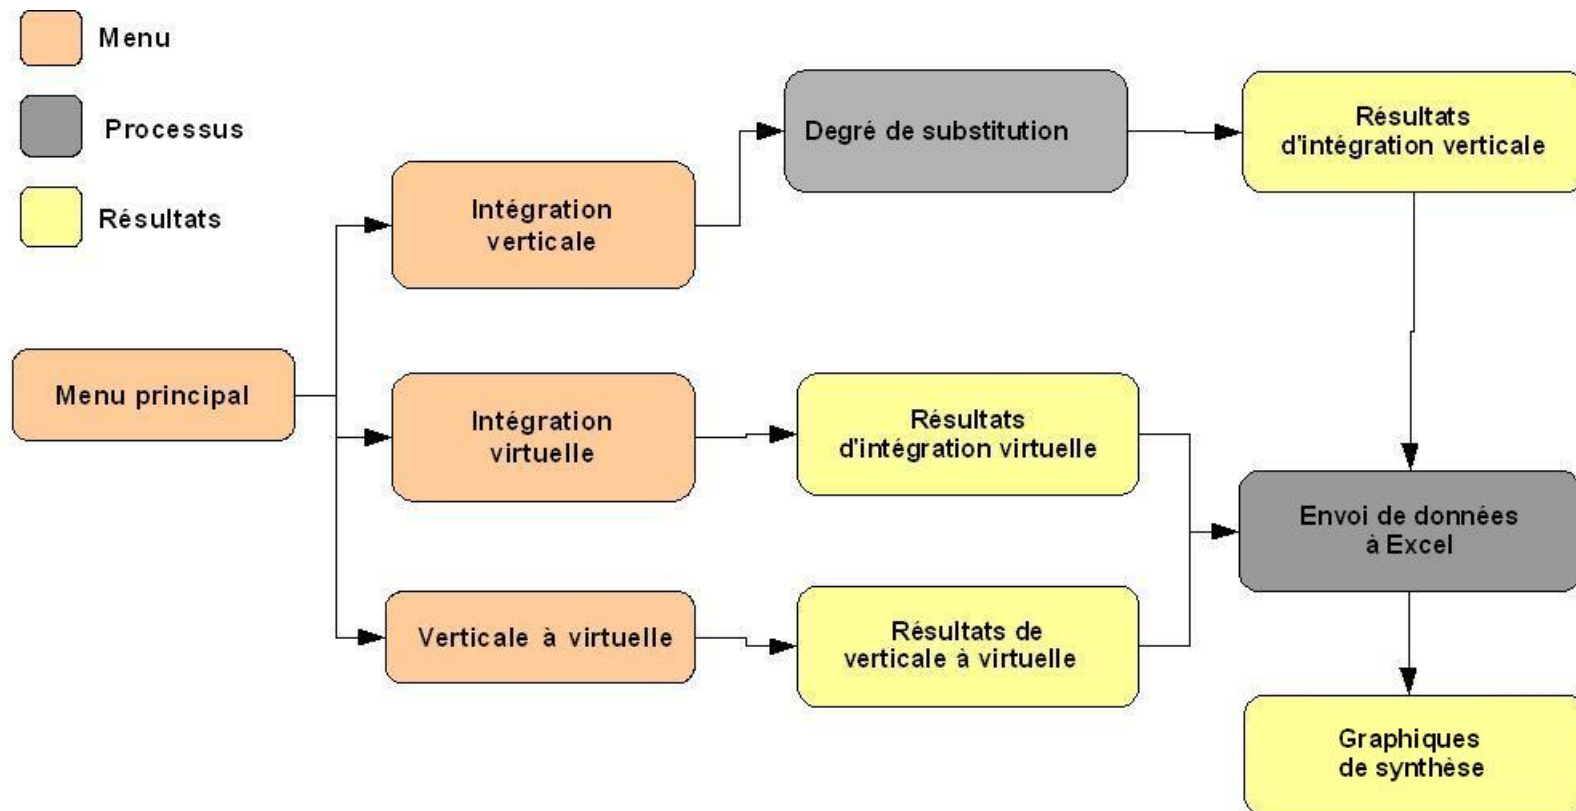 Menu
Processus
Résultats
Degré de substitution
Résultats
d'intégration verticale
Intégration
verticale
Menu principal
Intégration
virtuelle
Résultats
d'intégration virtuelle
Envoi de données
à Excel
Verticale à virtuelle
Résultats de
verticale à virtuelle
Graphiques
de synthèse